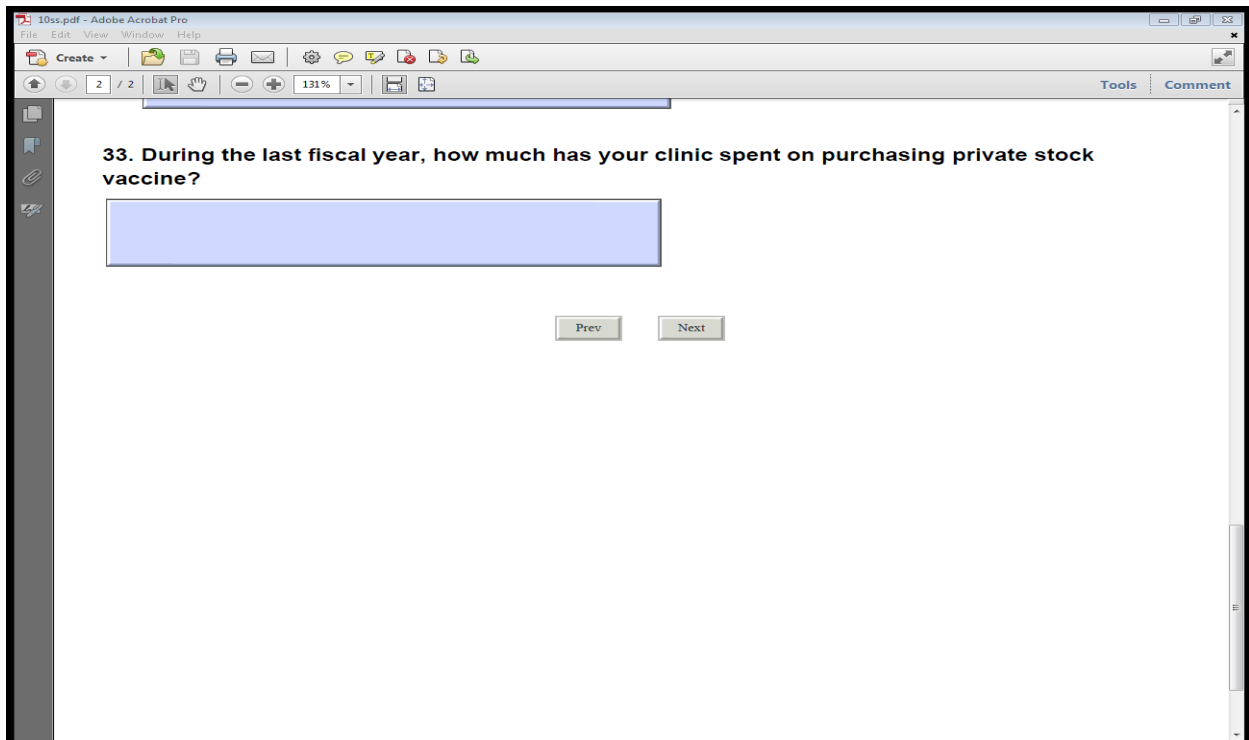 10ss.pdf - Adobe Acrobat Pro
File Edit View Window Help
Create
2 / 2 131% Tools Comment
33. During the last fiscal year, how much has your clinic spent on purchasing private stock
vaccine?
Prev Next